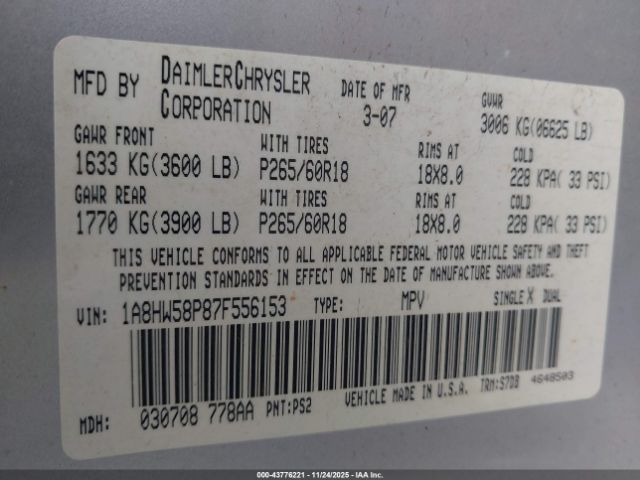 MFD BY DAIMLERCHRYSLER CORPORATION DATE OF MFR 3-07 GVWR 3006 KG(06625 LB)
GAWR FRONT WITH TIRES RIMS AT COLD
1633 KG(3600 LB) P265/60R18 18X8.0 228 KPA( 33 PSI)
GAWR REAR WITH TIRES RIMS AT COLD
1770 KG(3900 LB) P265/60R18 18X8.0 228 KPA( 33 PSI)
THIS VEHICLE CONFORMS TO ALL APPLICABLE FEDERAL MOTOR VEHICLE SAFETY AND THEFT
PREVENTION STANDARDS IN EFFECT ON THE DATE OF MANUFACTURE SHOWN ABOVE.
VIN: 1A8HW58P87F556153 TYPE: MPV SINGLE X DUAL
MDH: 030708 778AA PNT:PS2 VEHICLE MADE IN U.S.A. TRM:S7D8 4648503
000-43776221 - 11/24/2025 - IAA Inc.